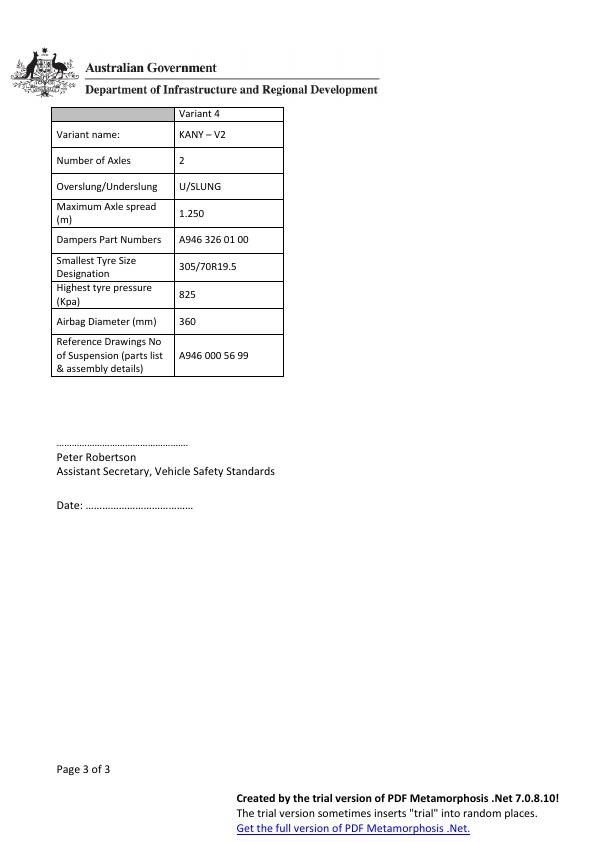 Australian Government
Department of Infrastructure and Regional Development
Variant 4
Variant name: KANY – V2
Number of Axles 2
Overslung/Underslung U/SLUNG
Maximum Axle spread
(m) 1.250
Dampers Part Numbers A946 326 01 00
Smallest Tyre Size
Designation 305/70R19.5
Highest tyre pressure
(Kpa) 825
Airbag Diameter (mm) 360
Reference Drawings No
of Suspension (parts list
& assembly details) A946 000 56 99
…………………………………………
Peter Robertson
Assistant Secretary, Vehicle Safety Standards
Date: …………………………………
Page 3 of 3
Created by the trial version of PDF Metamorphosis .Net 7.0.8.10!
The trial version sometimes inserts "trial" into random places.
Get the full version of PDF Metamorphosis .Net.